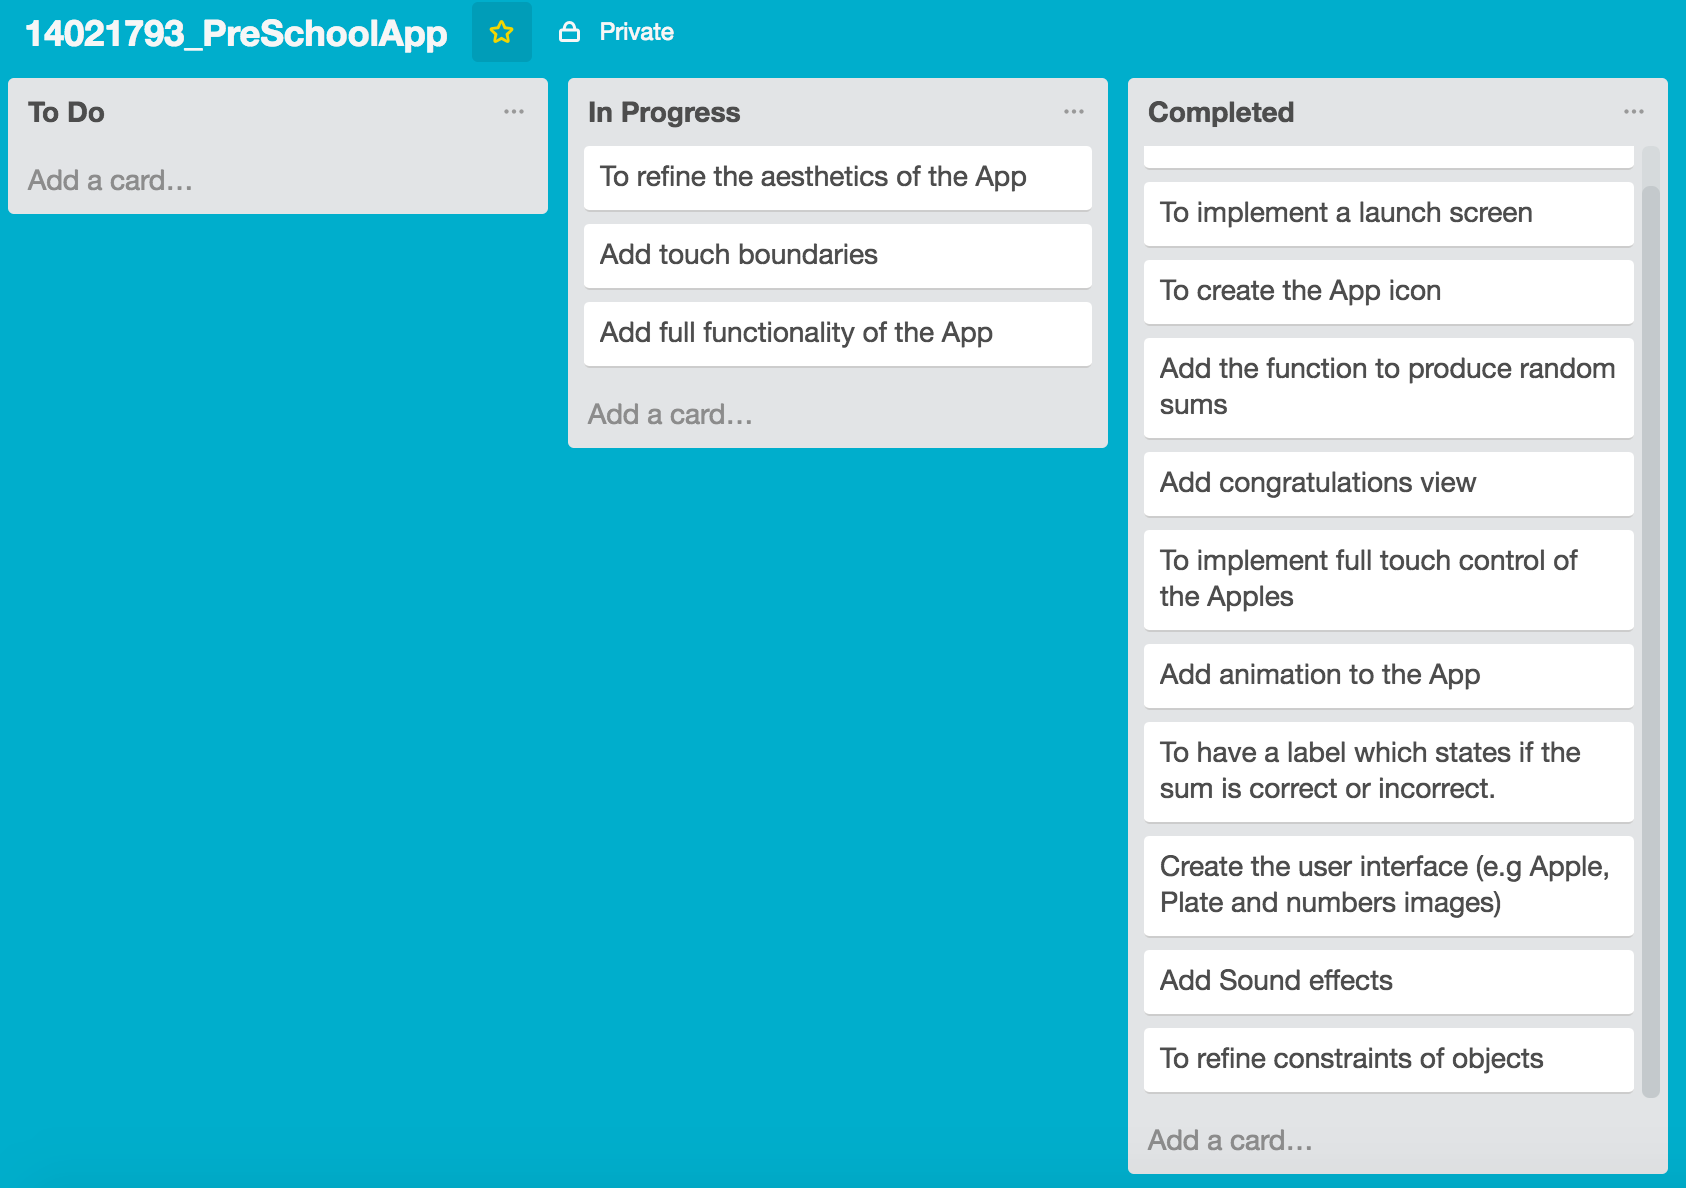 14021793_PreSchoolApp
Private
To Do
Add a card...
In Progress
To refine the aesthetics of the App
Add touch boundaries
Add full functionality of the App
Add a card...
Completed
To implement a launch screen
To create the App icon
Add the function to produce random
sums
Add congratulations view
To implement full touch control of
the Apples
Add animation to the App
To have a label which states if the
sum is correct or incorrect.
Create the user interface (e.g Apple,
Plate and numbers images)
Add Sound effects
To refine constraints of objects
Add a card...